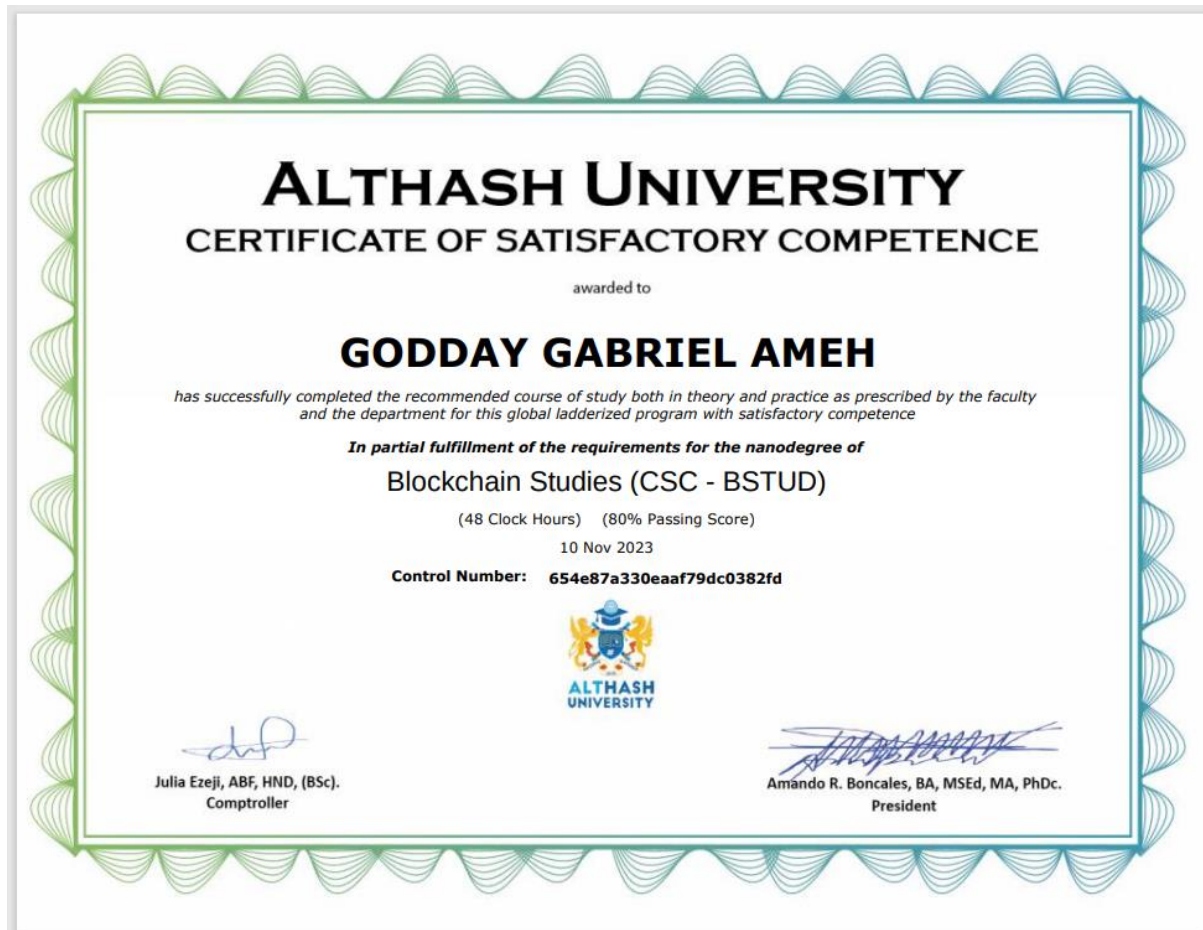 ALTHASH UNIVERSITY
CERTIFICATE OF SATISFACTORY COMPETENCE
awarded to
GODDAY GABRIEL AMEH
has successfully completed the recommended course of study both in theory and practice as prescribed by the faculty
and the department for this global ladderized program with satisfactory competence
In partial fulfillment of the requirements for the nanodegree of
Blockchain Studies (CSC - BSTUD)
(48 Clock Hours) (80% Passing Score)
10 Nov 2023
Control Number: 654e87a330eaaf79dc0382fd
ALTHASH
UNIVERSITY
Julia Ezeji, ABF, HND, (BSc).
Comptroller
Amando R. Boncales, BA, MSEd, MA, PhDc.
President